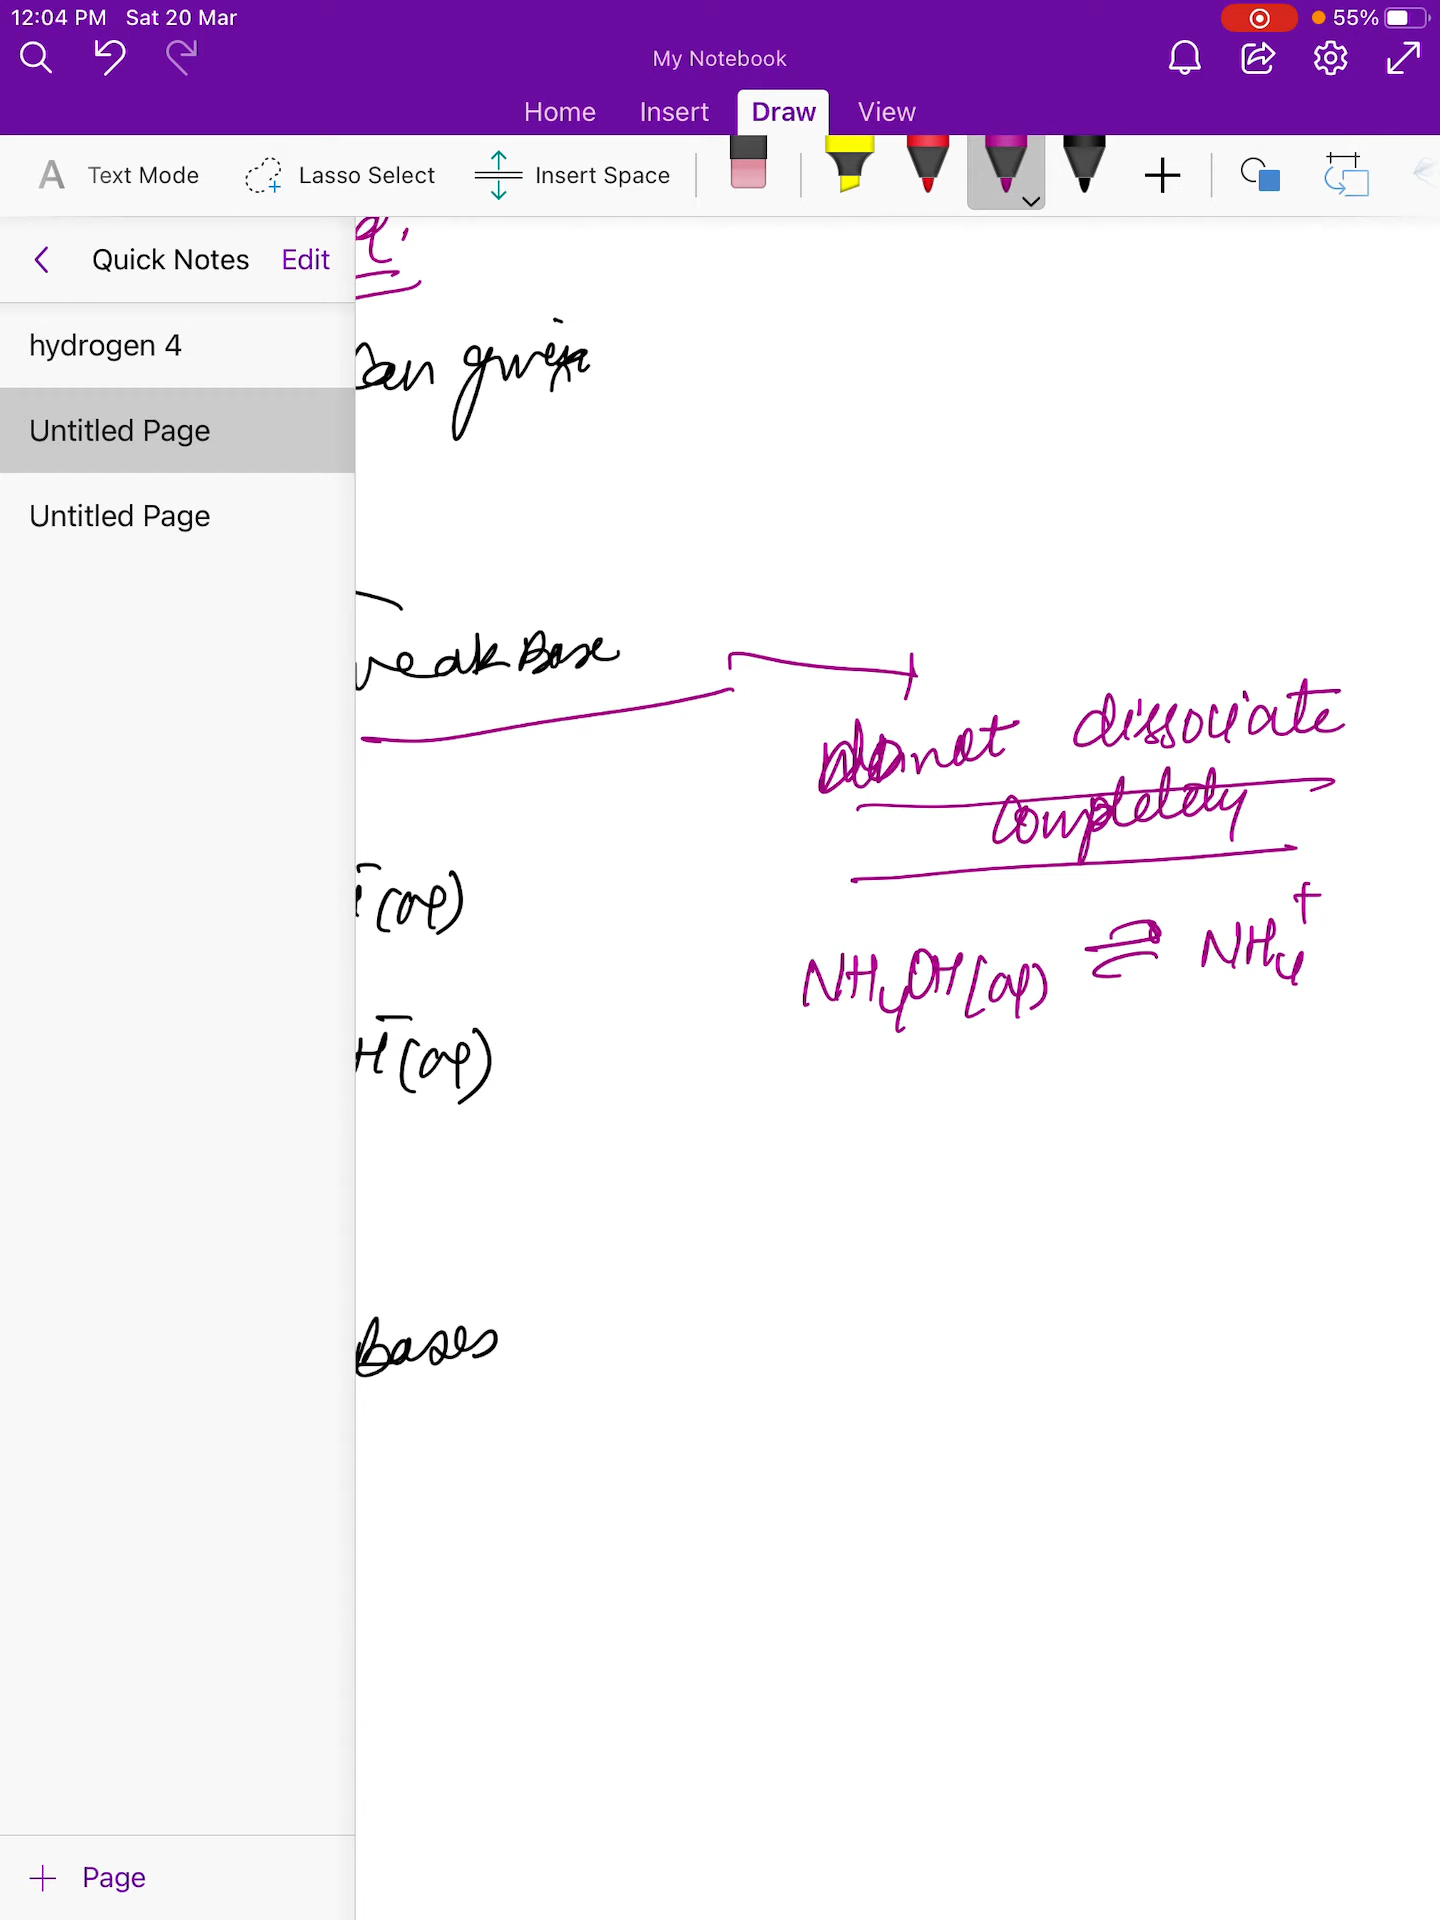 12:04 PM Sat 20 Mar
55%
My Notebook
Home Insert Draw View
A Text Mode Lasso Select Insert Space
Quick Notes Edit
hydrogen 4
Untitled Page
Untitled Page
weak Base
do not dissociate
completely
(aq)
NH4OH(aq) ⇌ NH4+
H̄(aq)
Bases
+ Page